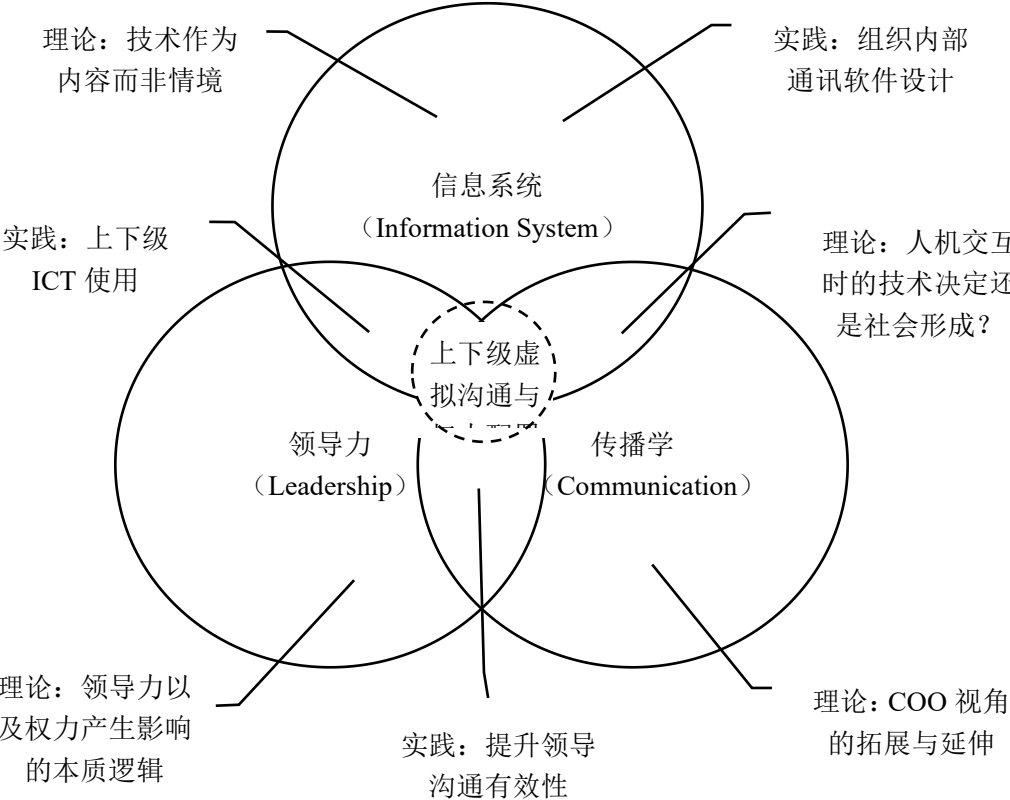 理论：技术作为
内容而非情境
实践：组织内部
通讯软件设计
信息系统
（Information System）
实践：上下级
ICT 使用
理论：人机交互
时的技术决定还
是社会形成？
上下级虚
拟沟通与
领导力
（Leadership）
传播学
（Communication）
理论：领导力以
及权力产生影响
的本质逻辑
实践：提升领导
沟通有效性
理论：COO 视角
的拓展与延伸